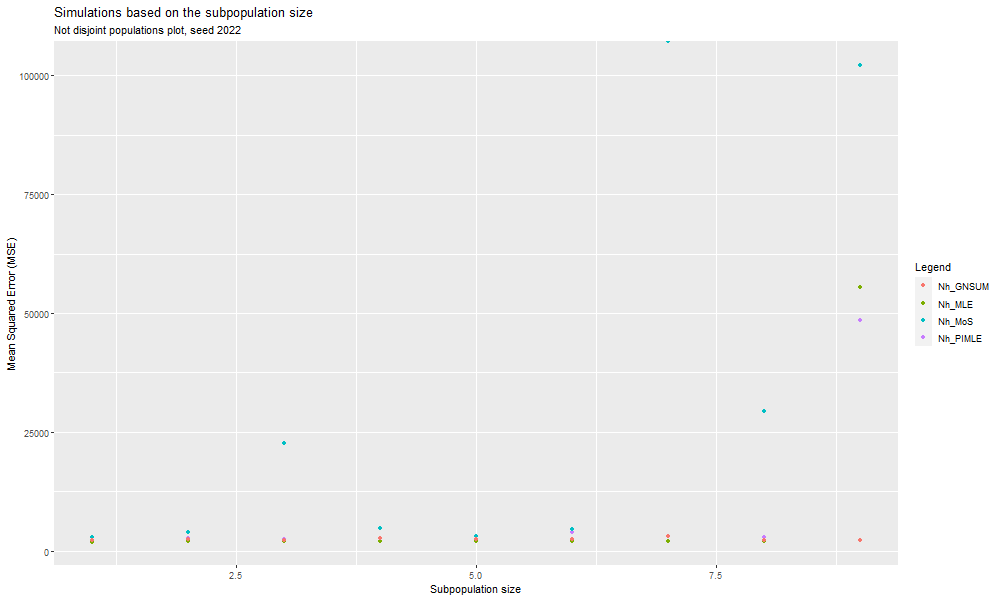 Simulations based on the subpopulation size
Not disjoint populations plot, seed 2022
Mean Squared Error (MSE)
100000
75000
50000
25000
0
2.5
5.0
7.5
Subpopulation size
Legend
Nh_GNSUM
Nh_MLE
Nh_MoS
Nh_PIMLE